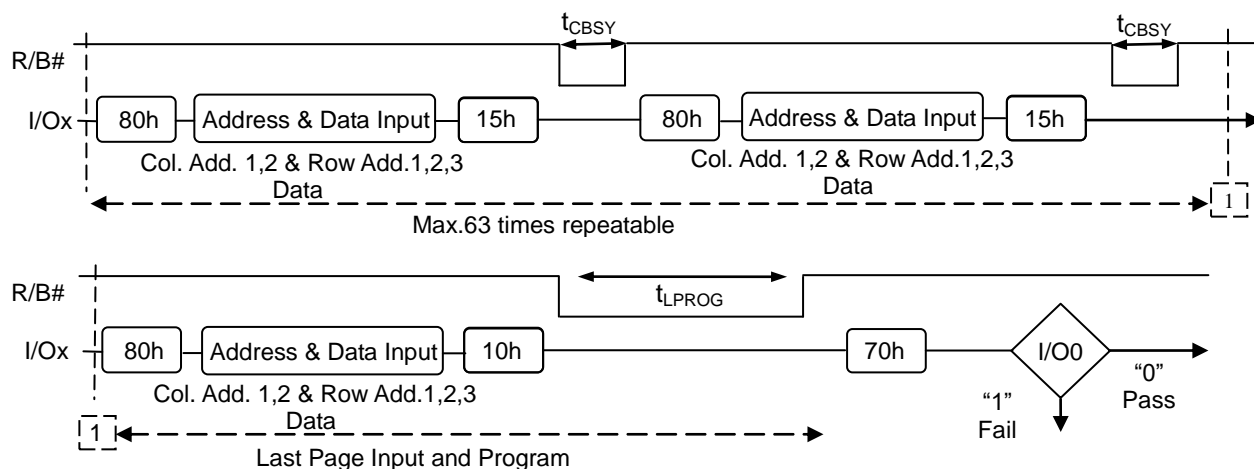 t_CBSY t_CBSY
R/B#
I/Ox 80h Address & Data Input 15h 80h Address & Data Input 15h
Col. Add. 1,2 & Row Add.1,2,3 Col. Add. 1,2 & Row Add.1,2,3
Data Data
1
Max.63 times repeatable
R/B#
t_LPROG
I/Ox 80h Address & Data Input 10h 70h I/O0
"0"
Col. Add. 1,2 & Row Add.1,2,3 "1" Pass
Data Fail
1
Last Page Input and Program